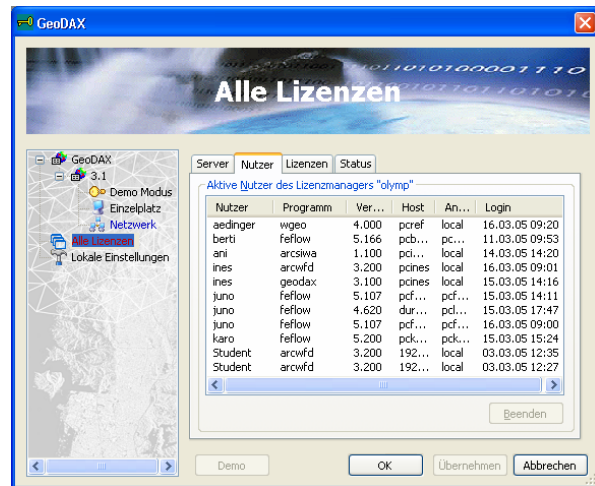 GeoDAX
Alle Lizenzen
GeoDAX
3.1
Demo Modus
Einzelplatz
Netzwerk
Alle Lizenzen
Lokale Einstellungen
Server Nutzer Lizenzen Status
Aktive Nutzer des Lizenzmanagers "olymp"
Nutzer Programm Ver... Host An... Login
aedinger wgeo 4.000 pcref local 16.03.05 09:20
berti feflow 5.166 pcb... pc... 11.03.05 09:53
ani arcsiwa 1.100 pci... local 14.03.05 14:20
ines arcwfd 3.200 pcines local 16.03.05 09:01
ines geodax 3.100 pcines local 15.03.05 14:16
juno feflow 5.107 pcf... pcf... 15.03.05 14:11
juno feflow 4.620 dur... pcl... 15.03.05 17:47
juno feflow 5.107 pcf... pcf... 16.03.05 09:00
karo feflow 5.200 pck... pck... 15.03.05 15:24
Student arcwfd 3.200 192... local 03.03.05 12:35
Student arcwfd 3.200 192... local 03.03.05 12:27
Beenden
Demo OK Übernehmen Abbrechen